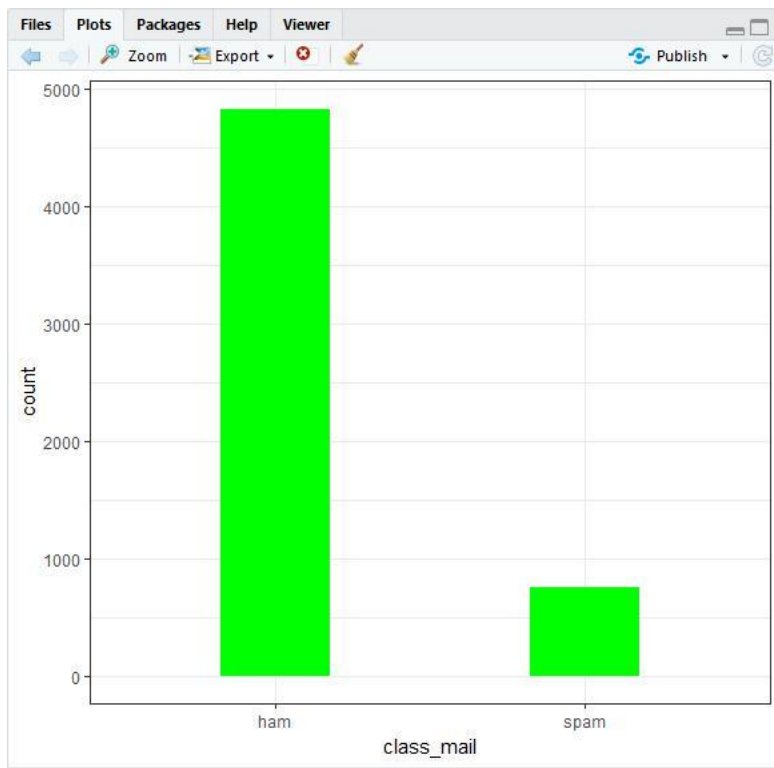 Files Plots Packages Help Viewer
Zoom Export Publish
5000
4000
3000
2000
1000
0
count
ham spam
class_mail